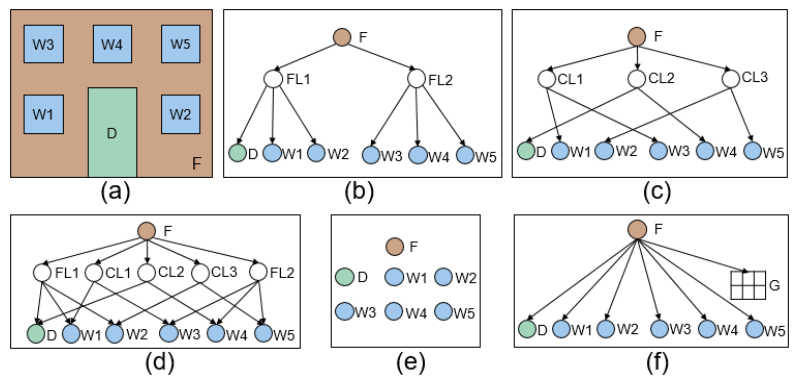 W3 W4 W5
W1 D W2
F
(a)
F
FL1 FL2
D W1 W2 W3 W4 W5
(b)
F
CL1 CL2 CL3
D W1 W2 W3 W4 W5
(c)
F
FL1 CL1 CL2 CL3 FL2
D W1 W2 W3 W4 W5
(d)
F
D W1 W2
W3 W4 W5
(e)
F
G
D W1 W2 W3 W4 W5
(f)